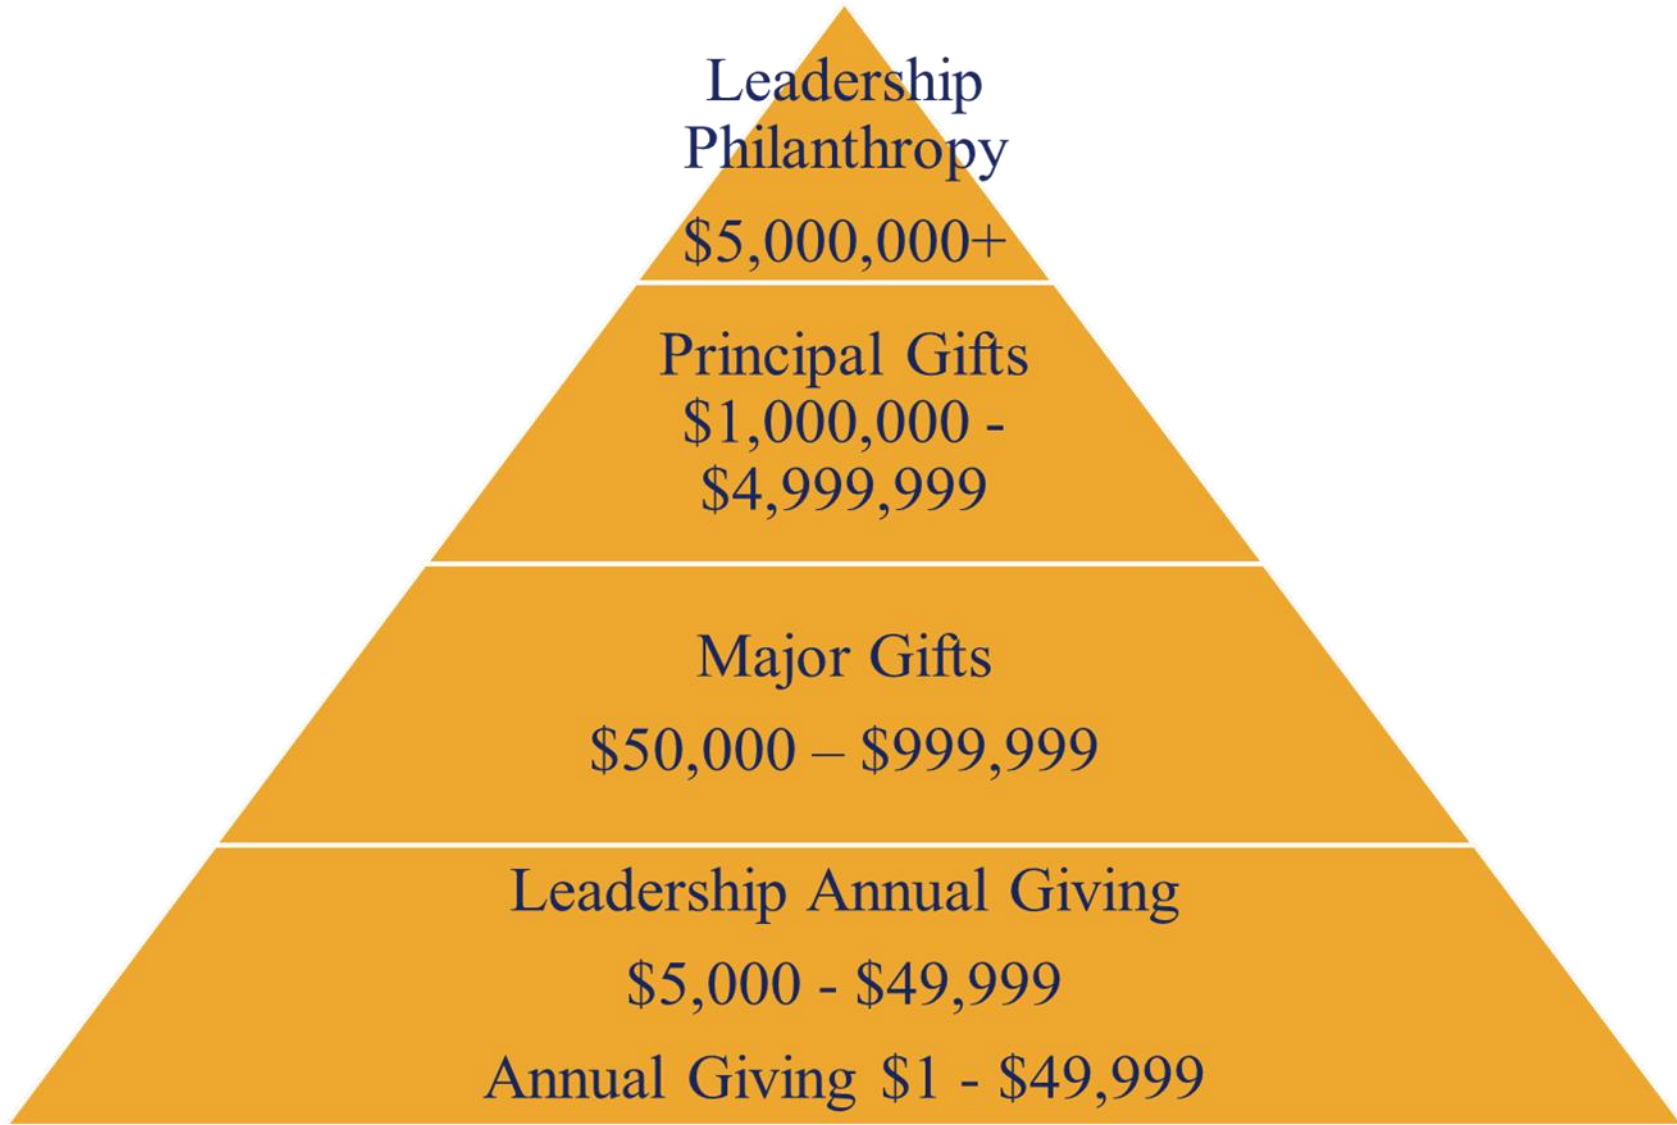 Leadership
Philanthropy
$5,000,000+
Principal Gifts
$1,000,000 -
$4,999,999
Major Gifts
$50,000 – $999,999
Leadership Annual Giving
$5,000 - $49,999
Annual Giving $1 - $49,999